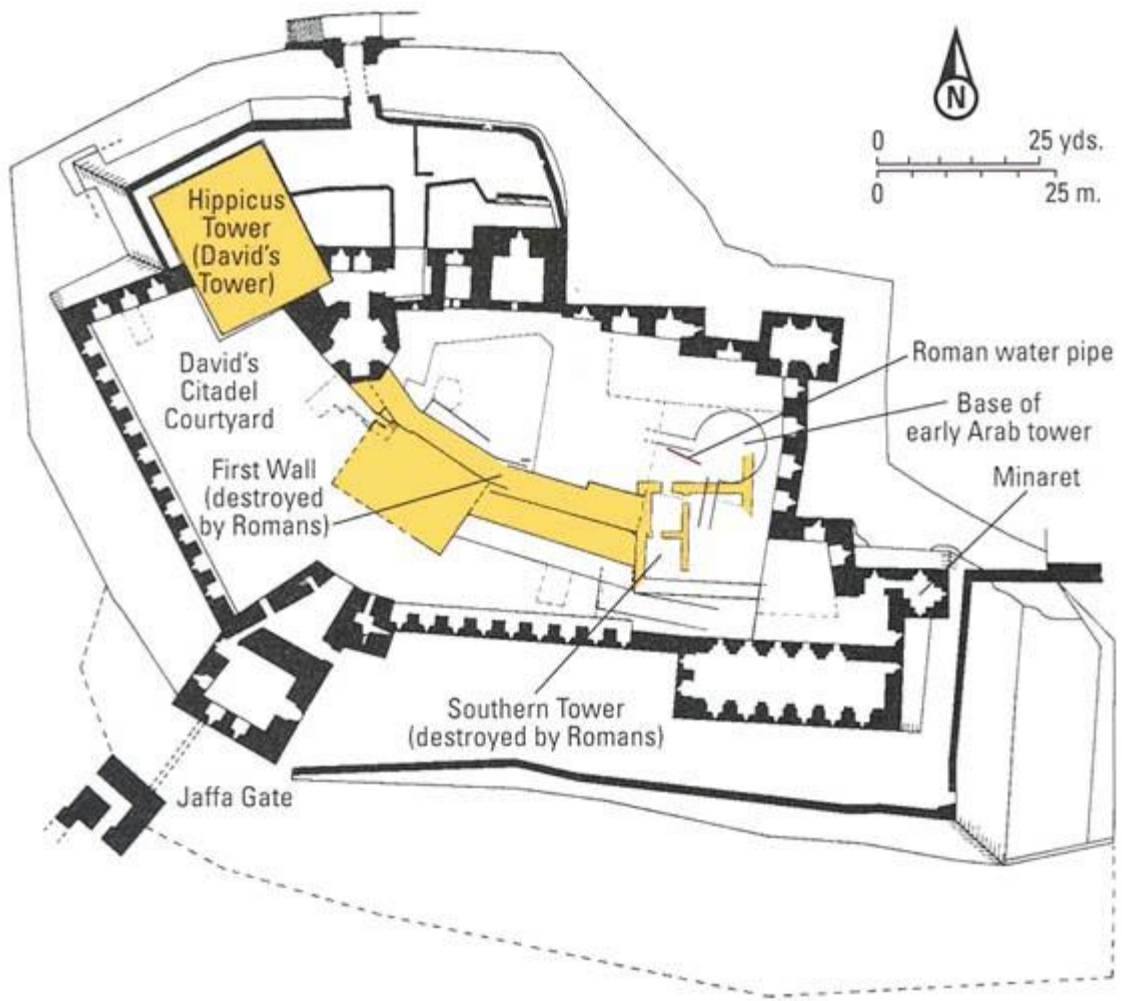 N
0 25 yds.
0 25 m.
Hippicus
Tower
(David's
Tower)
David's
Citadel
Courtyard
Roman water pipe
Base of
early Arab tower
Minaret
First Wall
(destroyed
by Romans)
Southern Tower
(destroyed by Romans)
Jaffa Gate